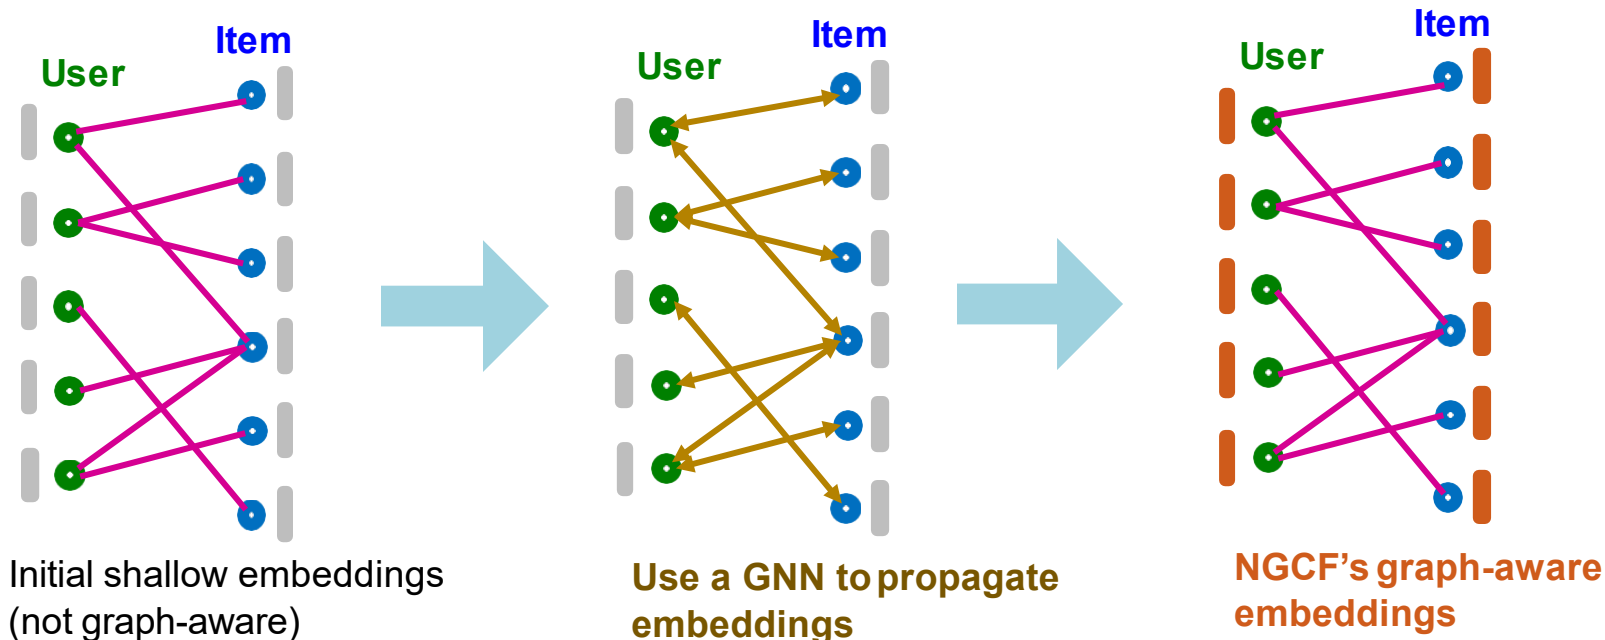 User
Item
Initial shallow embeddings
(not graph-aware)
User
Item
Use a GNN to propagate
embeddings
User
Item
NGCF's graph-aware
embeddings